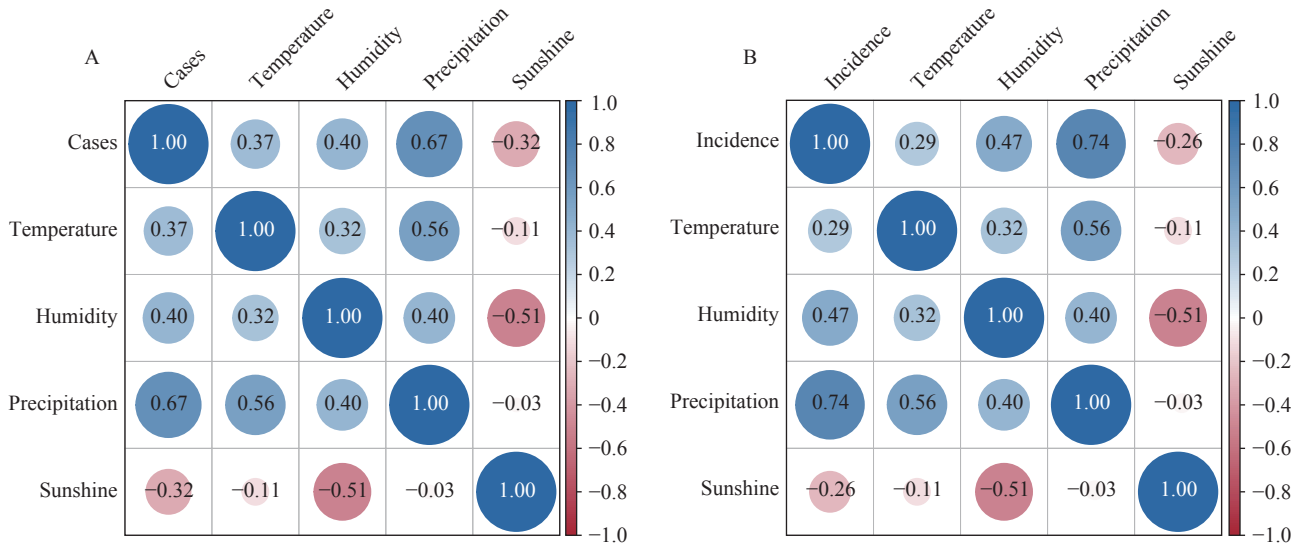 A
Cases
Temperature
Humidity
Precipitation
Sunshine
Cases 1.00 0.37 0.40 0.67 −0.32
Temperature 0.37 1.00 0.32 0.56 −0.11
Humidity 0.40 0.32 1.00 0.40 −0.51
Precipitation 0.67 0.56 0.40 1.00 −0.03
Sunshine −0.32 −0.11 −0.51 −0.03 1.00
1.0
0.8
0.6
0.4
0.2
0
−0.2
−0.4
−0.6
−0.8
−1.0
B
Incidence
Temperature
Humidity
Precipitation
Sunshine
Incidence 1.00 0.29 0.47 0.74 −0.26
Temperature 0.29 1.00 0.32 0.56 −0.11
Humidity 0.47 0.32 1.00 0.40 −0.51
Precipitation 0.74 0.56 0.40 1.00 −0.03
Sunshine −0.26 −0.11 −0.51 −0.03 1.00
1.0
0.8
0.6
0.4
0.2
0
−0.2
−0.4
−0.6
−0.8
−1.0